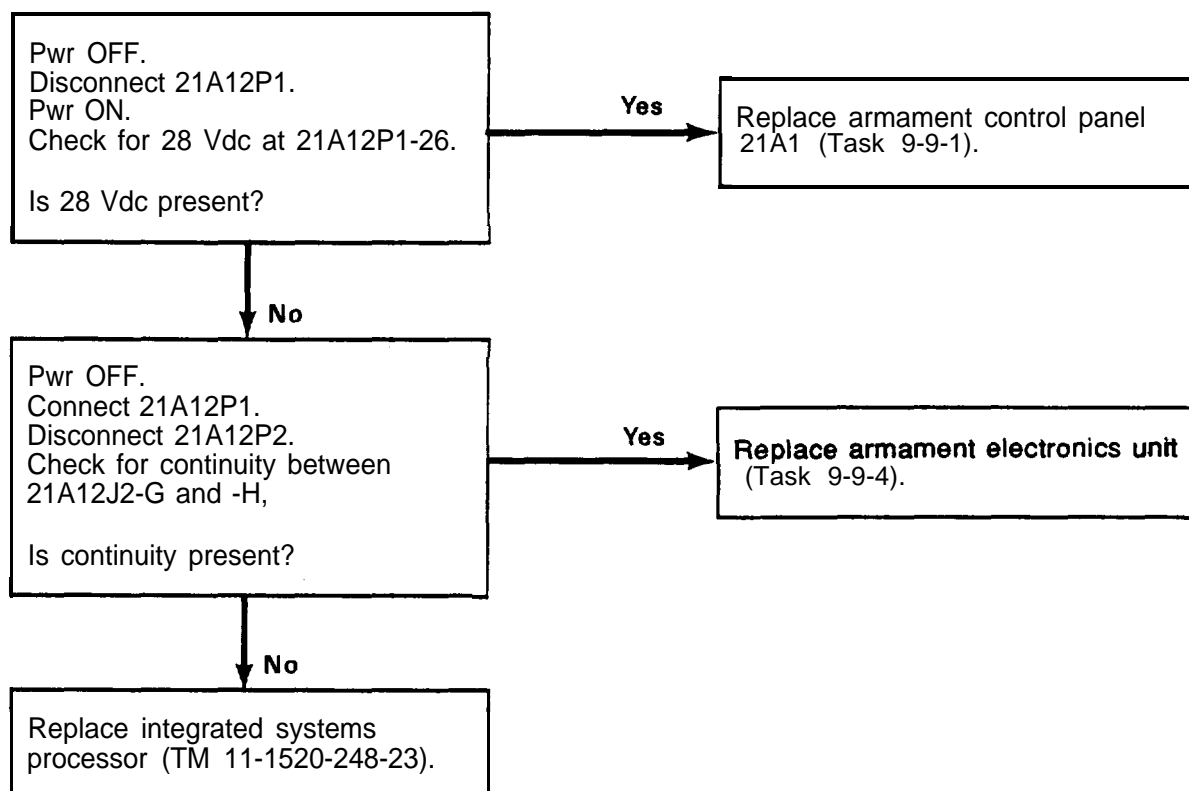 Pwr OFF.
Disconnect 21A12P1.
Pwr ON.
Check for 28 Vdc at 21A12P1-26.
Is 28 Vdc present?
Yes
Replace armament control panel
21A1 (Task 9-9-1).
No
Pwr OFF.
Connect 21A12P1.
Disconnect 21A12P2.
Check for continuity between
21A12J2-G and -H,
Is continuity present?
Yes
Replace armament electronics unit
(Task 9-9-4).
No
Replace integrated systems
processor (TM 11-1520-248-23).